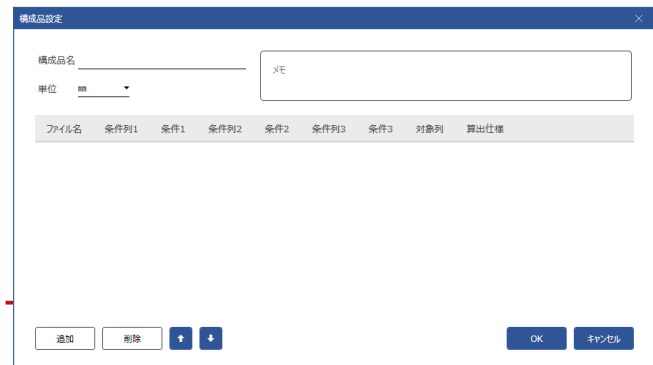 構成品設定
構成品名
メモ
単位 mm
ファイル名 条件列1 条件1 条件列2 条件2 条件列3 条件3 対象列 算出仕様
追加 削除 OK キャンセル